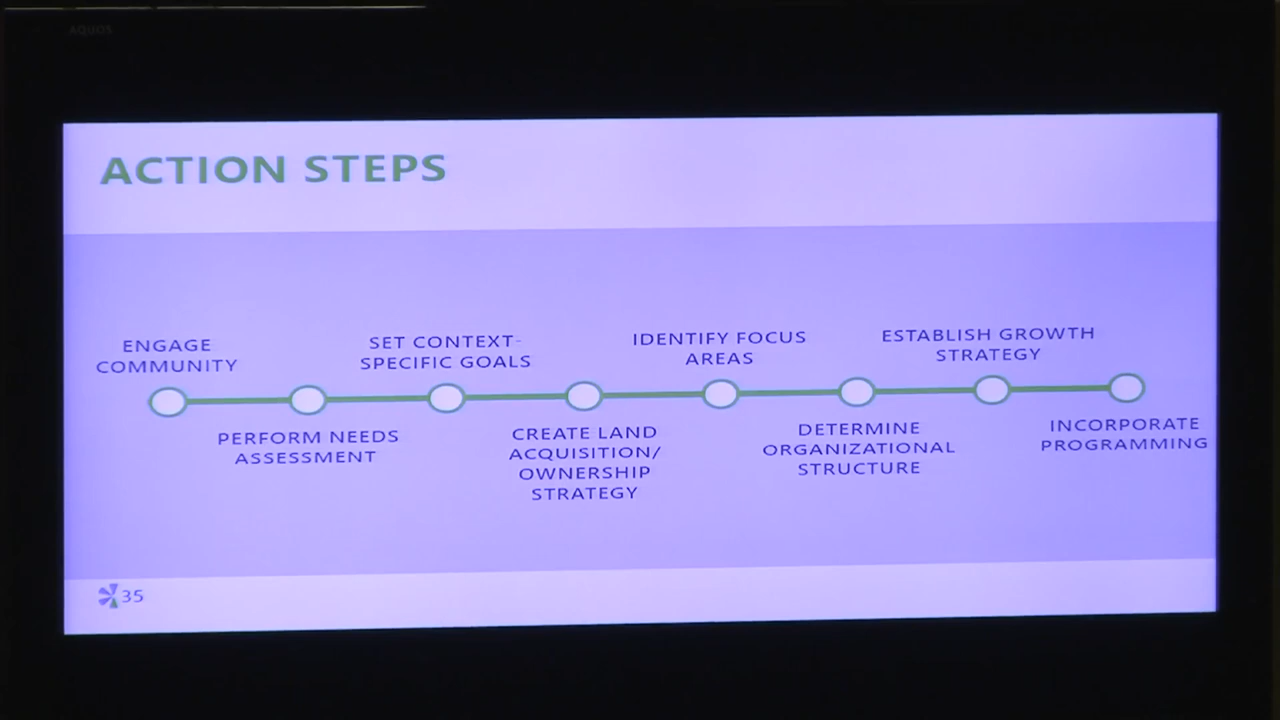 AQUOS
ACTION STEPS
ENGAGE
COMMUNITY
PERFORM NEEDS
ASSESSMENT
SET CONTEXT-
SPECIFIC GOALS
CREATE LAND
ACQUISITION/
OWNERSHIP
STRATEGY
IDENTIFY FOCUS
AREAS
DETERMINE
ORGANIZATIONAL
STRUCTURE
ESTABLISH GROWTH
STRATEGY
INCORPORATE
PROGRAMMING
35